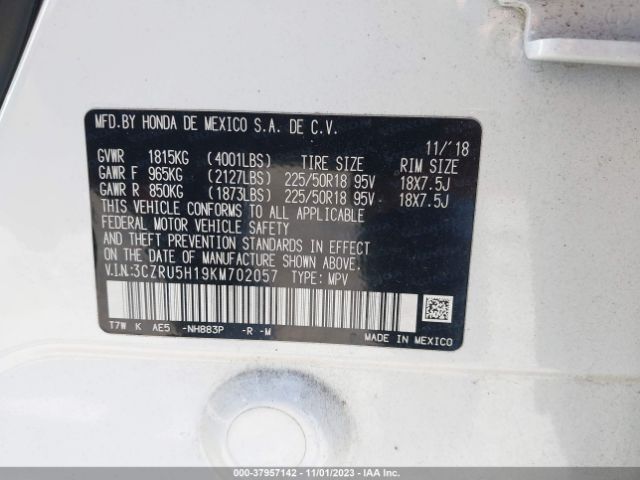 MFD.BY HONDA DE MEXICO S.A. DE C.V.
11/'18
GVWR 1815KG (4001LBS) TIRE SIZE RIM SIZE
GAWR F 965KG (2127LBS) 225/50R18 95V 18X7.5J
GAWR R 850KG (1873LBS) 225/50R18 95V 18X7.5J
THIS VEHICLE CONFORMS TO ALL APPLICABLE
FEDERAL MOTOR VEHICLE SAFETY
AND THEFT PREVENTION STANDARDS IN EFFECT
ON THE DATE OF MANUFACTURE SHOWN ABOVE.
V.I.N.:3CZRU5H19KM702057 TYPE: MPV
T7W K AE5 -NH883P -R -M
MADE IN MEXICO
000-37957142 - 11/01/2023 - IAA Inc.